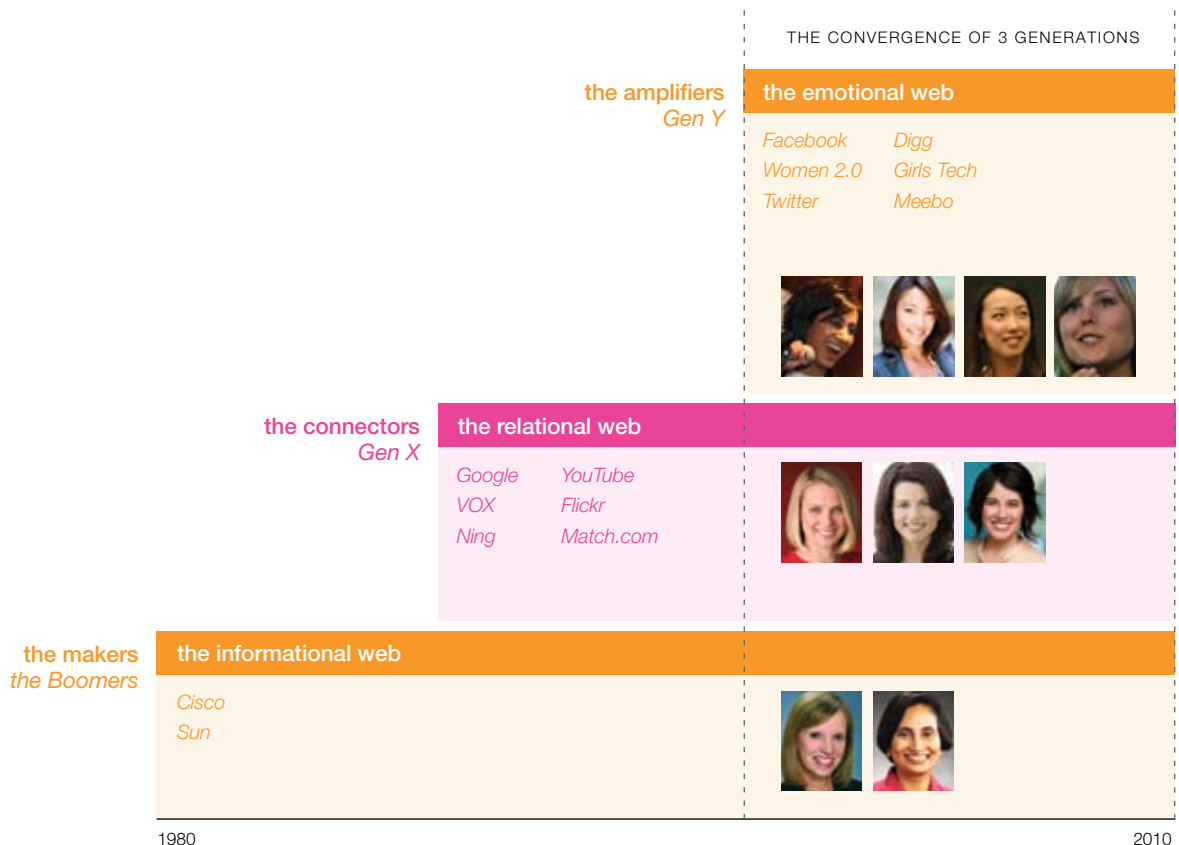 THE CONVERGENCE OF 3 GENERATIONS
the amplifiers
Gen Y
the emotional web
Facebook Digg
Women 2.0 Girls Tech
Twitter Meebo
the connectors
Gen X
the relational web
Google YouTube
VOX Flickr
Ning Match.com
the makers
the Boomers
the informational web
Cisco
Sun
1980 2010